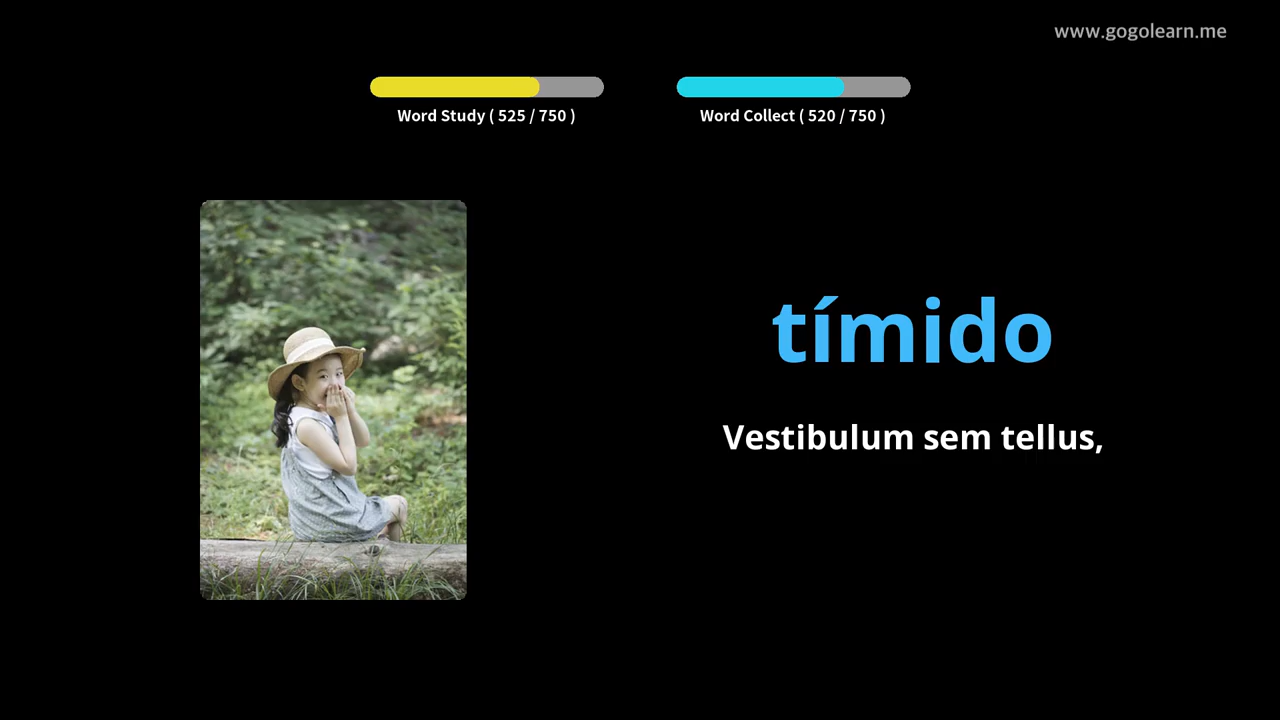 www.gogolearn.me
Word Study ( 525 / 750 )
Word Collect ( 520 / 750 )
tímido
Vestibulum sem tellus,